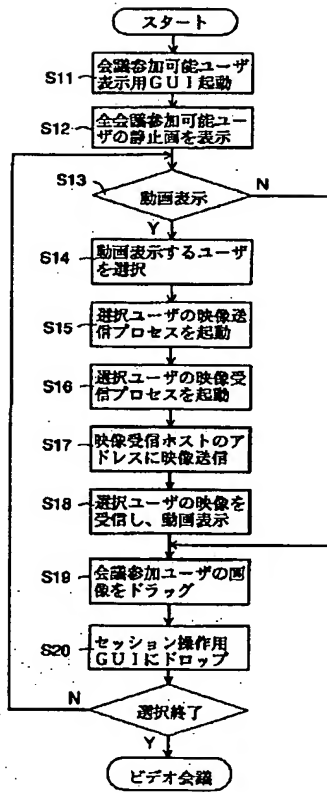 スタート
S11
会議参加可能ユーザ
表示用GUI起動
S12
全会議参加可能ユー
ザの静止画を表示
S13
動画表示
N
Y
S14
動画表示するユーザ
を選択
S15
選択ユーザの映像送
信プロセスを起動
S16
選択ユーザの映像受
信プロセスを起動
S17
映像受信ホストのア
ドレスに映像送信
S18
選択ユーザの映像を
受信し、動画表示
S19
会議参加ユーザの画
像をドラッグ
S20
セッション操作用
GUIにドロップ
N
選択終了
Y
ビデオ会議